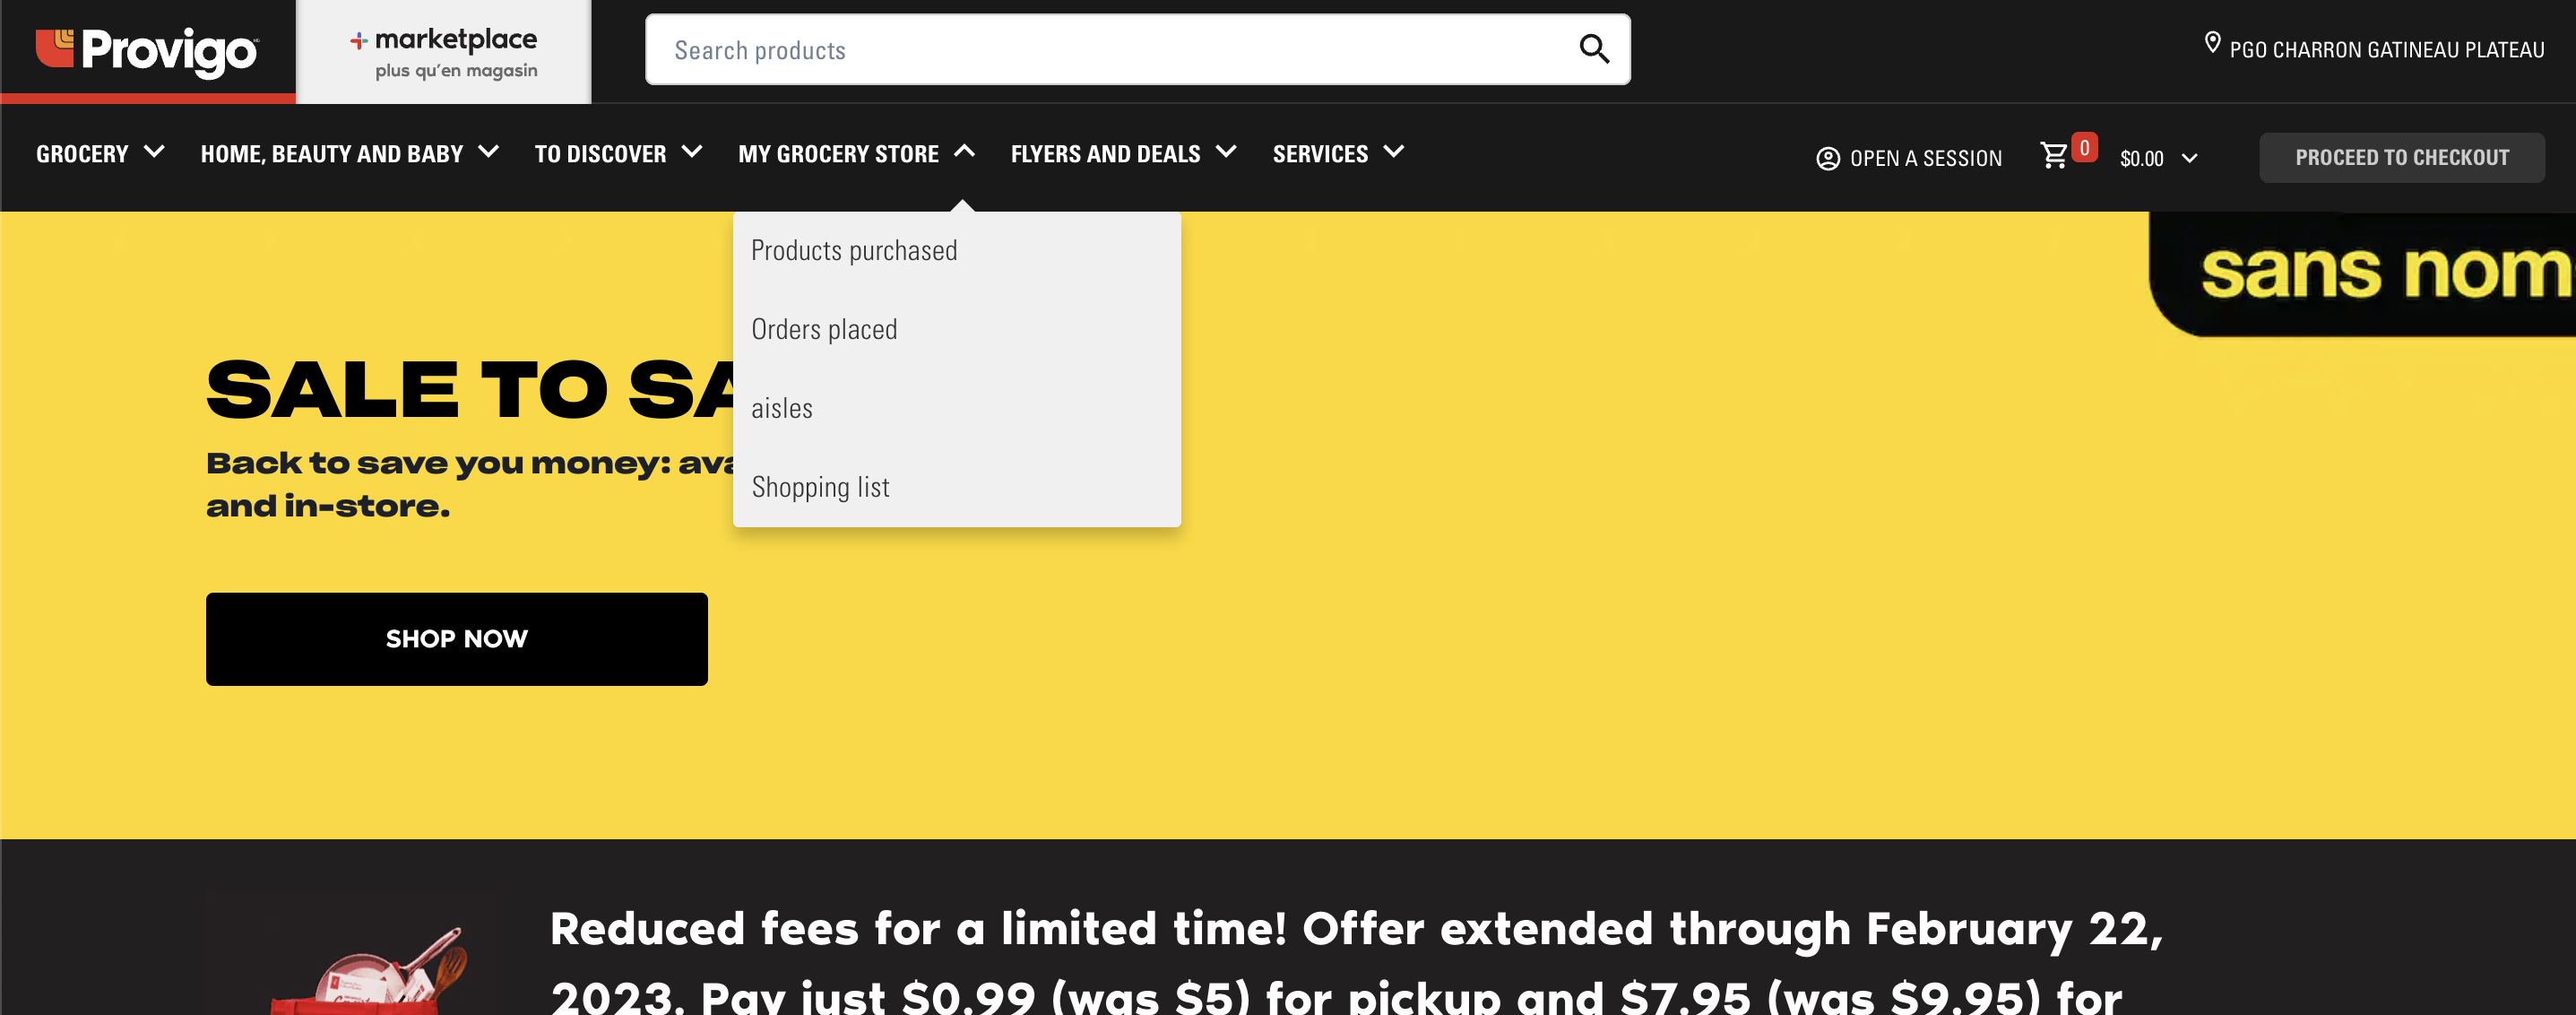 Provigo
marketplace
plus qu'en magasin
Search products
PGO CHARRON GATINEAU PLATEAU
GROCERY HOME, BEAUTY AND BABY TO DISCOVER MY GROCERY STORE FLYERS AND DEALS SERVICES
OPEN A SESSION 0 $0.00 PROCEED TO CHECKOUT
Products purchased
Orders placed
aisles
Shopping list
sans nom
SALE TO SA
Back to save you money: ava
and in-store.
SHOP NOW
Reduced fees for a limited time! Offer extended through February 22,
2023. Pay just $0.99 (was $5) for pickup and $7.95 (was $9.95) for